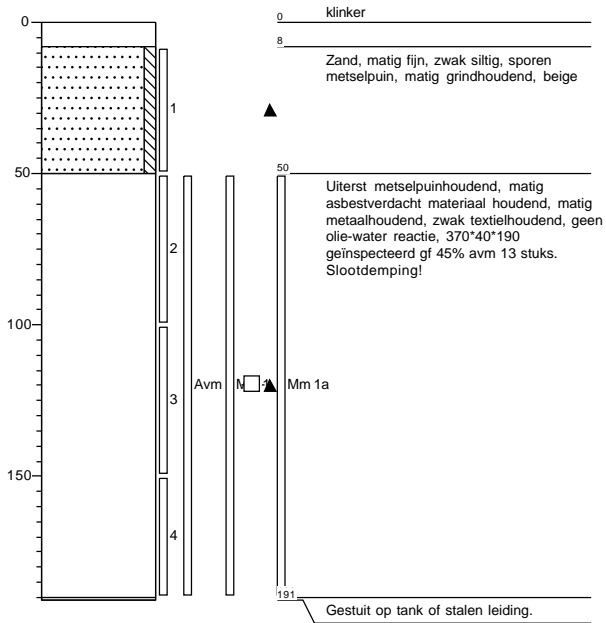 0
0
klinker
8
Zand, matig fijn, zwak siltig, sporen
metselpuin, matig grindhoudend, beige
1
50
50
Uiterst metselpuinhoudend, matig
asbestverdacht materiaal houdend, matig
metaalhoudend, zwak textielhoudend, geen
olie-water reactie, 370*40*190
geïnspecteerd gf 45% avm 13 stuks.
Slootdemping!
2
100
3
Avm
Mm 1a
150
4
191
Gestuit op tank of stalen leiding.